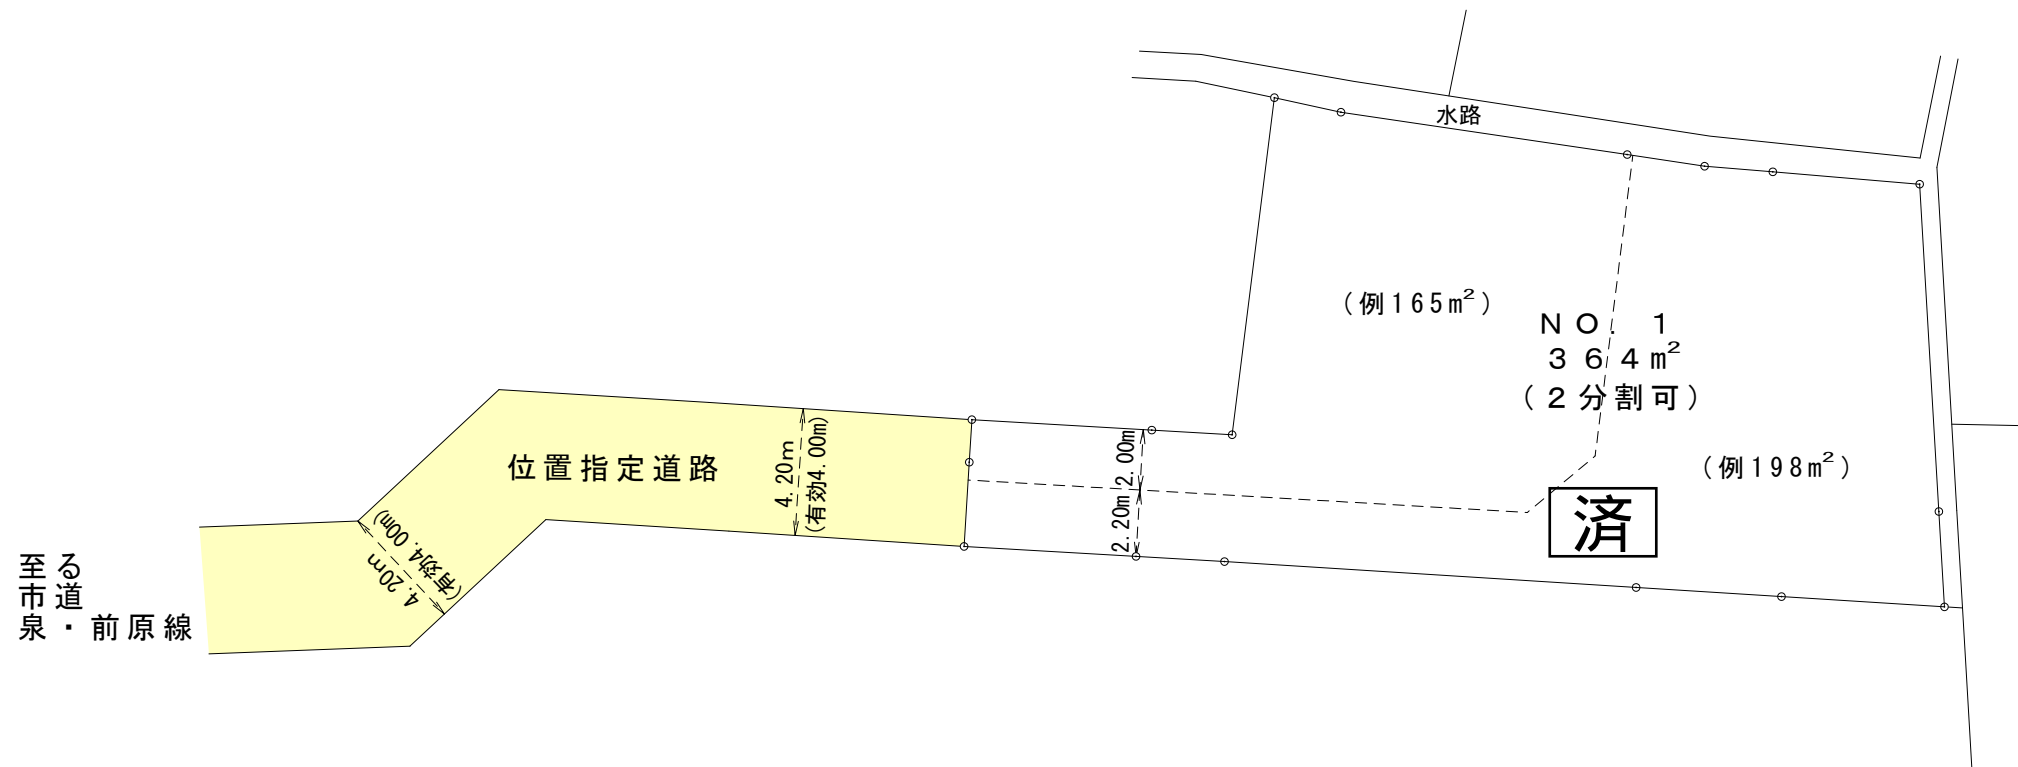 水路
(例165㎡)
NO. 1
364㎡
(2分割可)
(例198㎡)
済
2.00m
2.20m
4.20m
(有効4.00m)
位置指定道路
(有効4.00m)
4.20m
至る
市道
泉・前原線